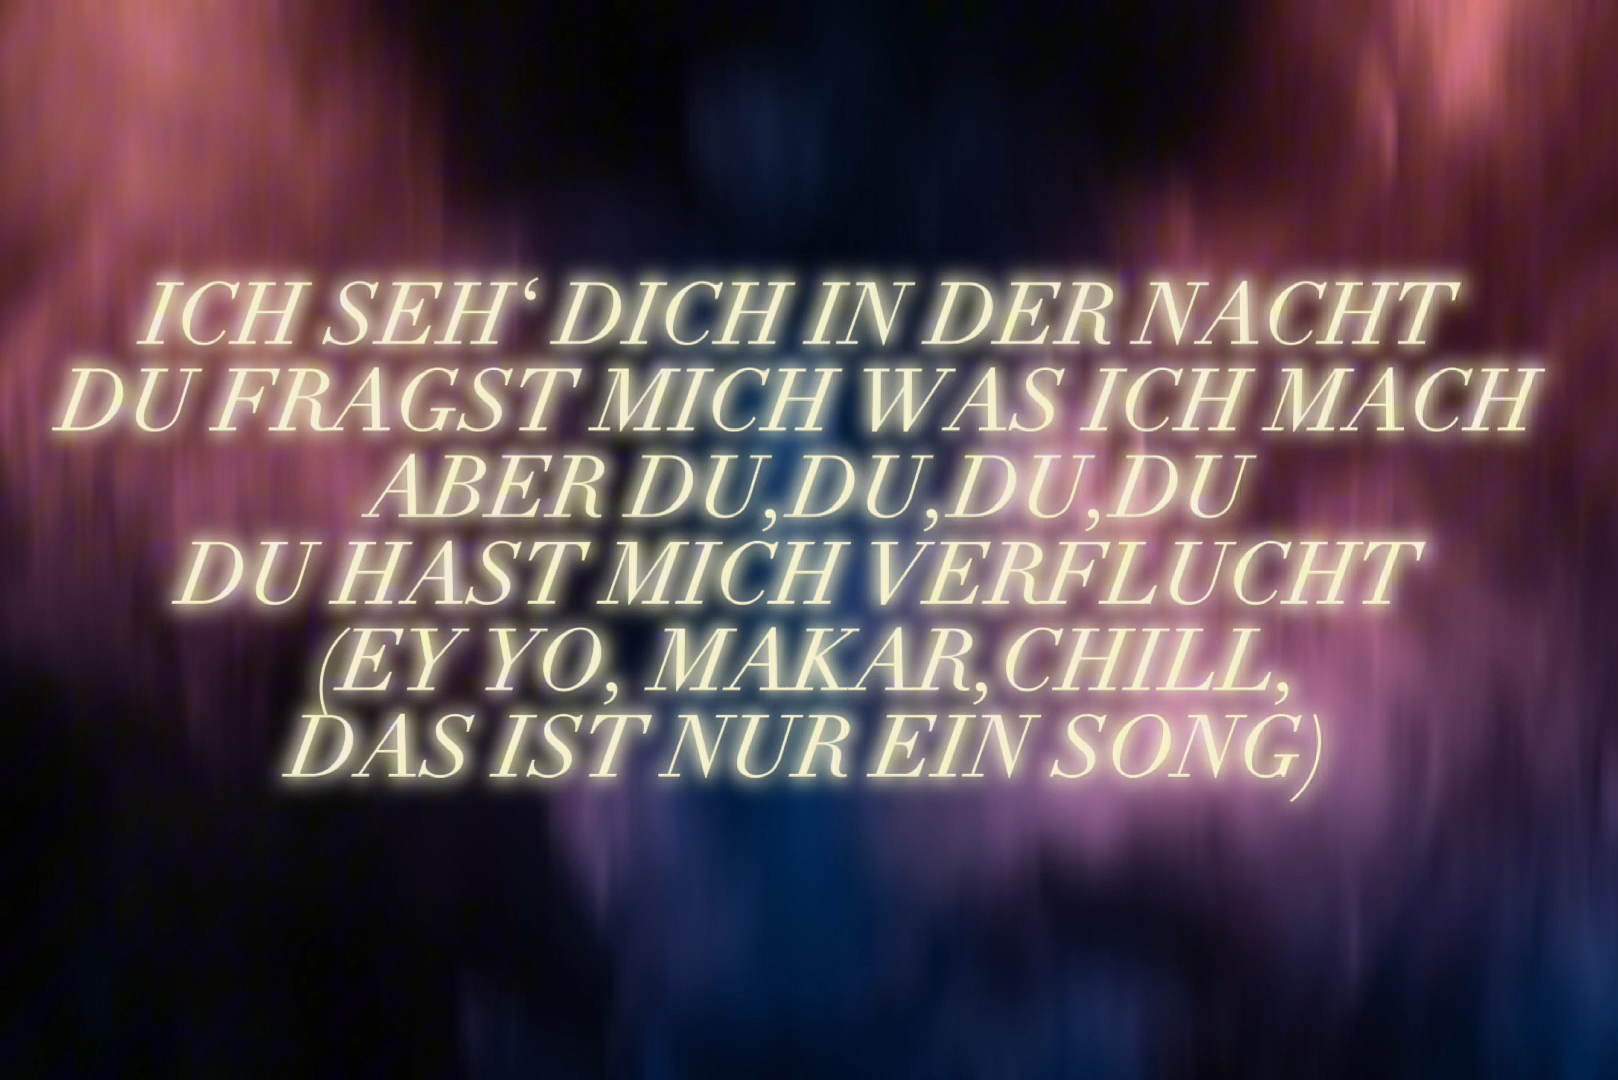 ICH SEH‘ DICH IN DER NACHT
DU FRAGST MICH WAS ICH MACH
ABER DU,DU,DU,DU
DU HAST MICH VERFLUCHT
(EY YO, MAKAR,CHILL,
DAS IST NUR EIN SONG)